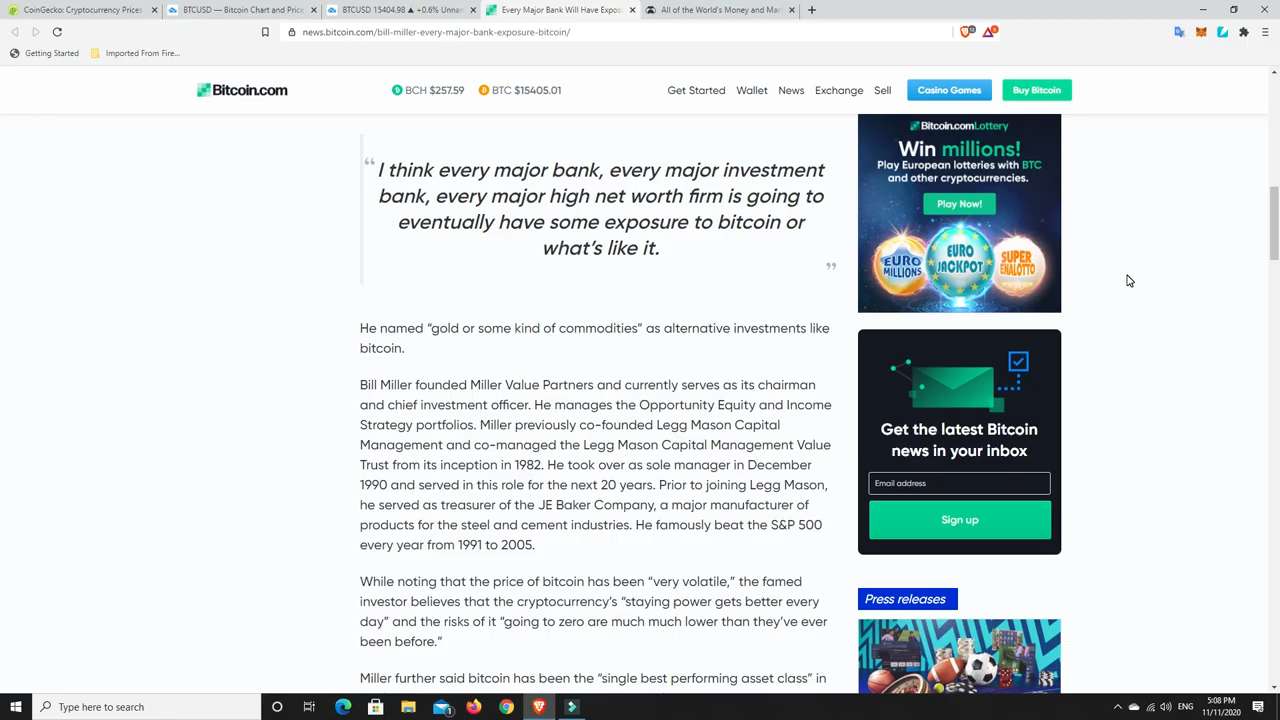 CoinGecko: Cryptocurrency Prices
BTCUSD — Bitcoin Chart and Price
BTCUSD 15404.98 ▲ +0.6% Unnam
Every Major Bank Will Have Exposu
All of the World's Money and Mar
news.bitcoin.com/bill-miller-every-major-bank-exposure-bitcoin/
Getting Started
Imported From Fire...
Bitcoin.com
BCH $257.59
BTC $15405.01
Get Started
Wallet
News
Exchange
Sell
Casino Games
Buy Bitcoin
“ I think every major bank, every major investment
bank, every major high net worth firm is going to
eventually have some exposure to bitcoin or
what’s like it.
”
He named “gold or some kind of commodities” as alternative investments like
bitcoin.
Bill Miller founded Miller Value Partners and currently serves as its chairman
and chief investment officer. He manages the Opportunity Equity and Income
Strategy portfolios. Miller previously co-founded Legg Mason Capital
Management and co-managed the Legg Mason Capital Management Value
Trust from its inception in 1982. He took over as sole manager in December
1990 and served in this role for the next 20 years. Prior to joining Legg Mason,
he served as treasurer of the JE Baker Company, a major manufacturer of
products for the steel and cement industries. He famously beat the S&P 500
every year from 1991 to 2005.
While noting that the price of bitcoin has been “very volatile,” the famed
investor believes that the cryptocurrency’s “staying power gets better every
day” and the risks of it “going to zero are much much lower than they’ve ever
been before.”
Miller further said bitcoin has been the “single best performing asset class” in
Bitcoin.com Lottery
Win millions!
Play European lotteries with BTC
and other cryptocurrencies.
Play Now!
EURO
MILLIONS
EURO
JACKPOT
SUPER
ENALOTTO
Get the latest Bitcoin
news in your inbox
Email address
Sign up
Press releases
Type here to search
ENG
5:08 PM
11/11/2020